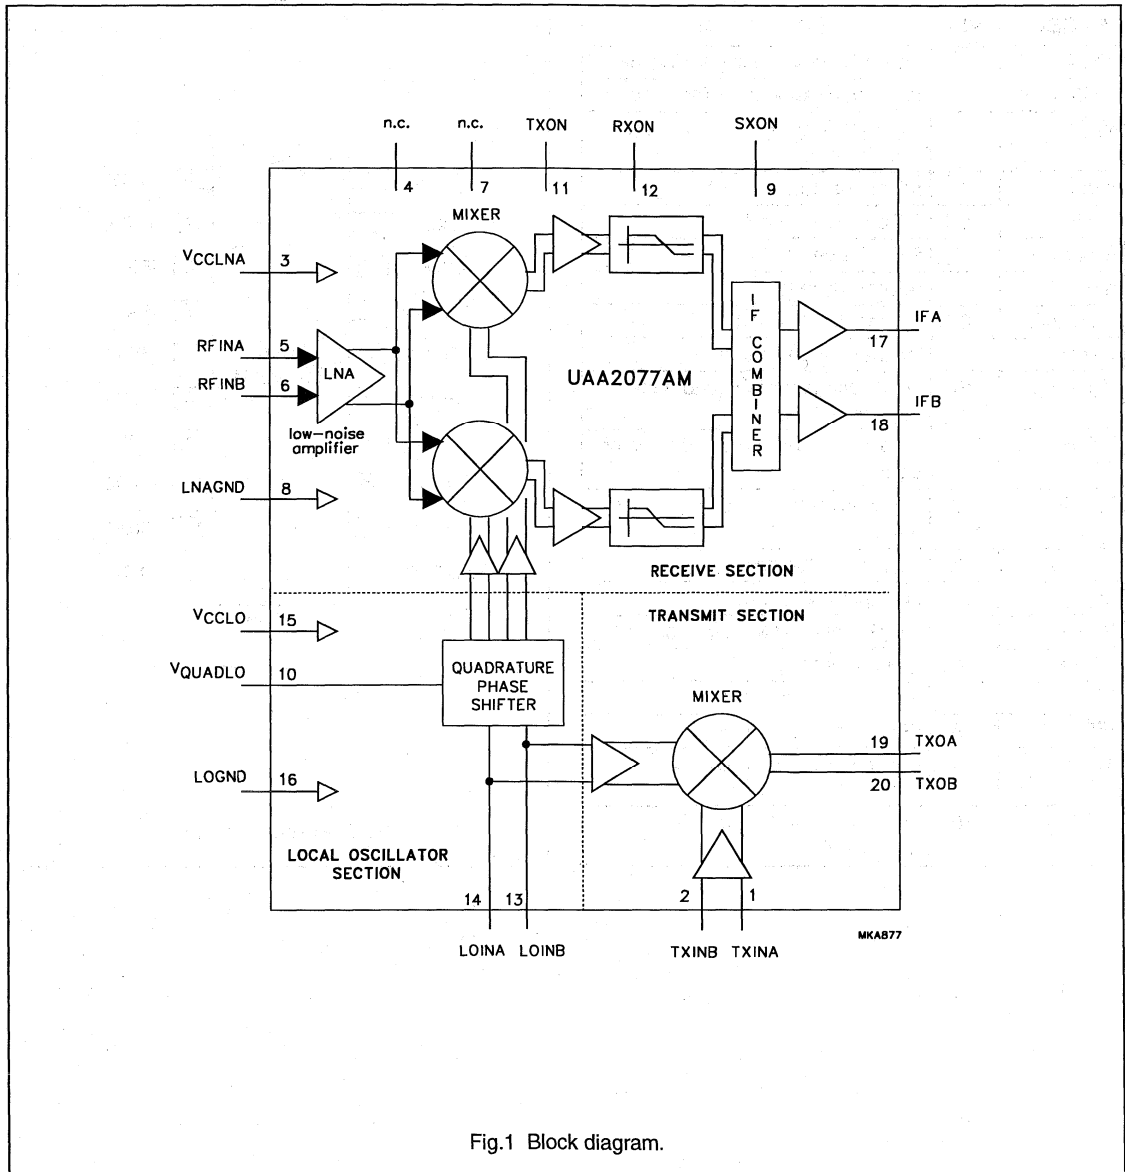 n.c. n.c. TXON RXON SXON
4 7 11 12 9
MIXER
VCCLNA 3
RFINA 5
RFINB 6
LNA
low-noise
amplifier
LNAGND 8
UAA2077AM
IF COMBINER
IFA
17
IFB
18
RECEIVE SECTION
TRANSMIT SECTION
VCCLO 15
VQUADLO 10
QUADRATURE
PHASE
SHIFTER
MIXER
19 TXOA
20 TXOB
LOGND 16
LOCAL OSCILLATOR
SECTION
14 13 2 1
MKA877
LOINA LOINB TXINB TXINA
Fig.1 Block diagram.